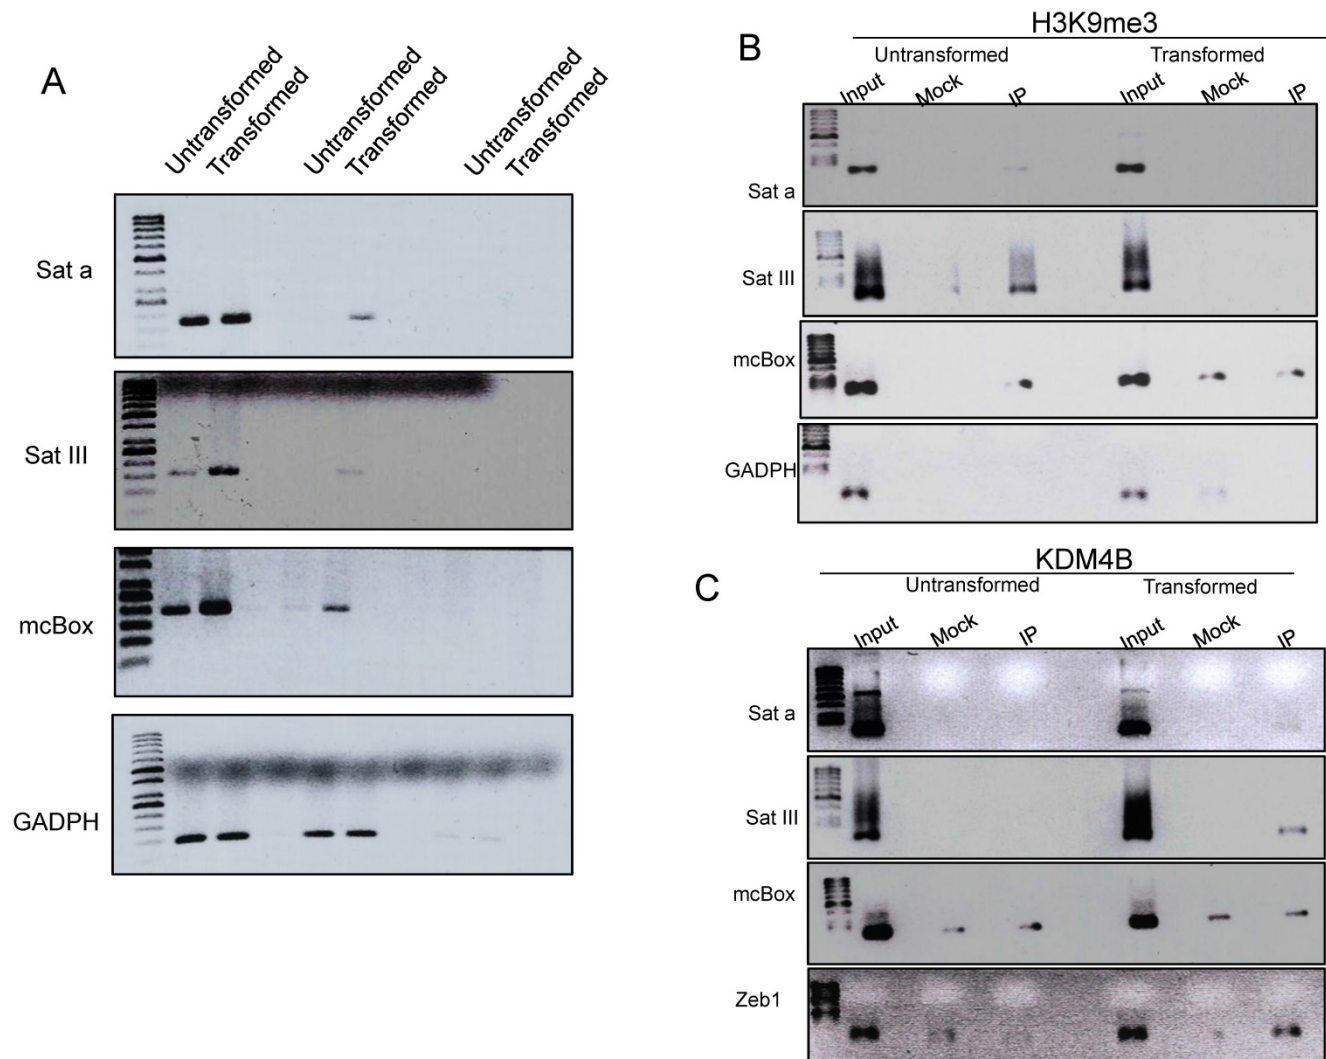 A
Untransformed
Transformed
Untransformed
Transformed
Untransformed
Transformed
Sat a
Sat III
mcBox
GADPH
B
H3K9me3
Untransformed Transformed
Input Mock IP Input Mock IP
Sat a
Sat III
mcBox
GADPH
C
KDM4B
Untransformed Transformed
Input Mock IP Input Mock IP
Sat a
Sat III
mcBox
Zeb1